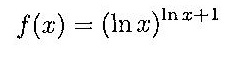 f(x) = (ln x)^{ln x+1}